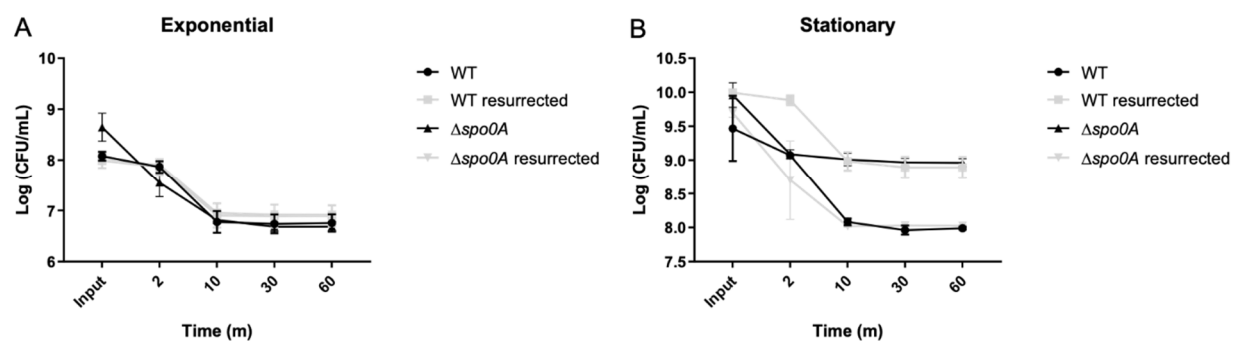 A
Exponential
Log (CFU/mL)
10
9
8
7
6
Input
2
10
30
60
Time (m)
WT
WT resurrected
Δspo0A
Δspo0A resurrected
B
Stationary
Log (CFU/mL)
10.5
10.0
9.5
9.0
8.5
8.0
7.5
Input
2
10
30
60
Time (m)
WT
WT resurrected
Δspo0A
Δspo0A resurrected